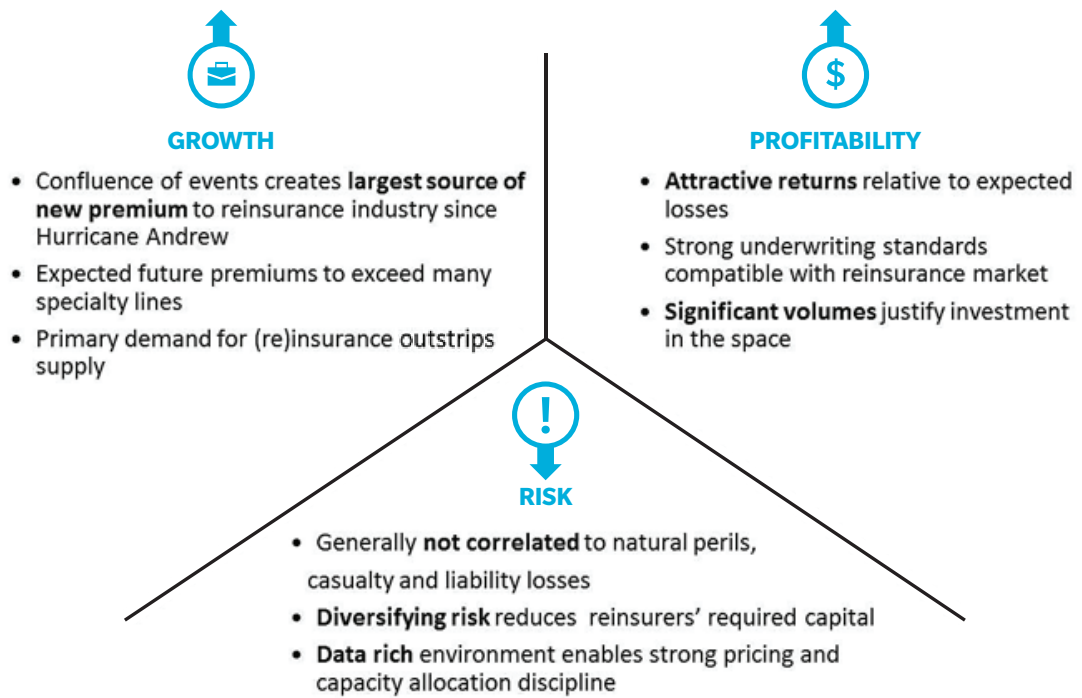 GROWTH
• Confluence of events creates largest source of
new premium to reinsurance industry since
Hurricane Andrew
• Expected future premiums to exceed many
specialty lines
• Primary demand for (re)insurance outstrips
supply
$
PROFITABILITY
• Attractive returns relative to expected
losses
• Strong underwriting standards
compatible with reinsurance market
• Significant volumes justify investment
in the space
!
RISK
• Generally not correlated to natural perils,
casualty and liability losses
• Diversifying risk reduces reinsurers’ required capital
• Data rich environment enables strong pricing and
capacity allocation discipline